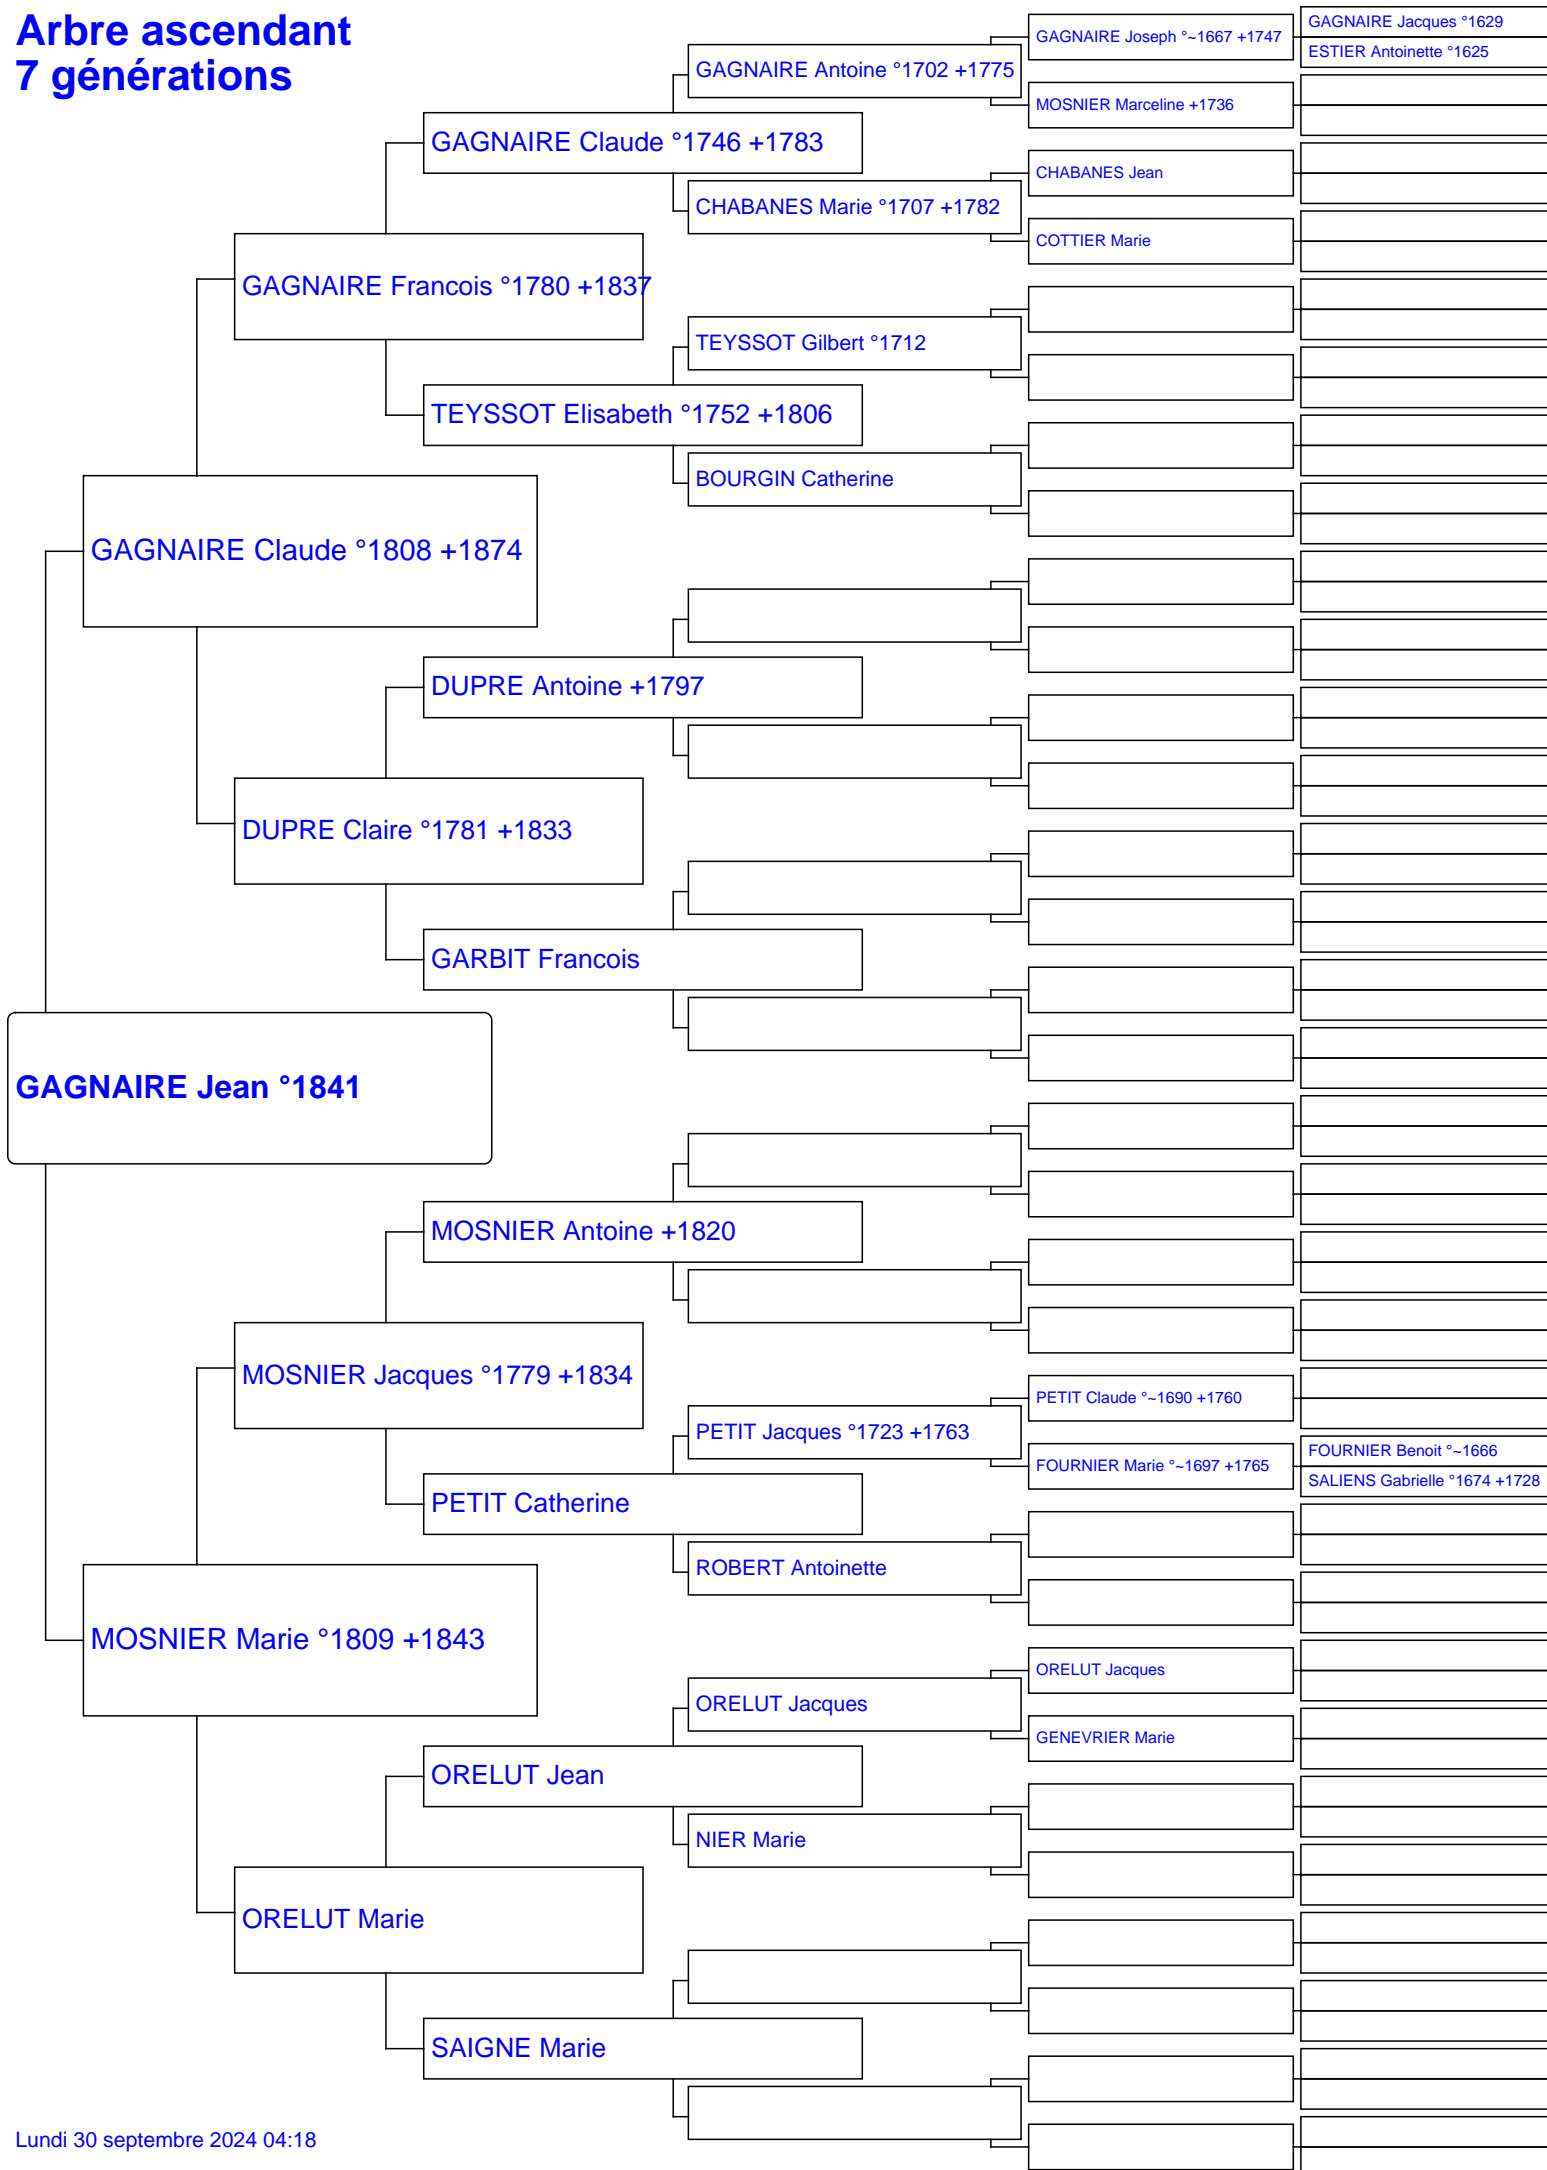 Arbre ascendant
7 générations
GAGNAIRE Jacques °1629
GAGNAIRE Joseph °~1667 +1747
ESTIER Antoinette °1625
GAGNAIRE Antoine °1702 +1775
MOSNIER Marceline +1736
GAGNAIRE Claude °1746 +1783
CHABANES Jean
CHABANES Marie °1707 +1782
COTTIER Marie
GAGNAIRE Francois °1780 +1837
TEYSSOT Gilbert °1712
TEYSSOT Elisabeth °1752 +1806
BOURGIN Catherine
GAGNAIRE Claude °1808 +1874
DUPRE Antoine +1797
DUPRE Claire °1781 +1833
GARBIT Francois
GAGNAIRE Jean °1841
MOSNIER Antoine +1820
MOSNIER Jacques °1779 +1834
PETIT Claude °~1690 +1760
PETIT Jacques °1723 +1763
FOURNIER Benoit °~1666
FOURNIER Marie °~1697 +1765
SALIENS Gabrielle °1674 +1728
PETIT Catherine
ROBERT Antoinette
MOSNIER Marie °1809 +1843
ORELUT Jacques
ORELUT Jacques
GENEVRIER Marie
ORELUT Jean
NIER Marie
ORELUT Marie
SAIGNE Marie
Lundi 30 septembre 2024 04:18